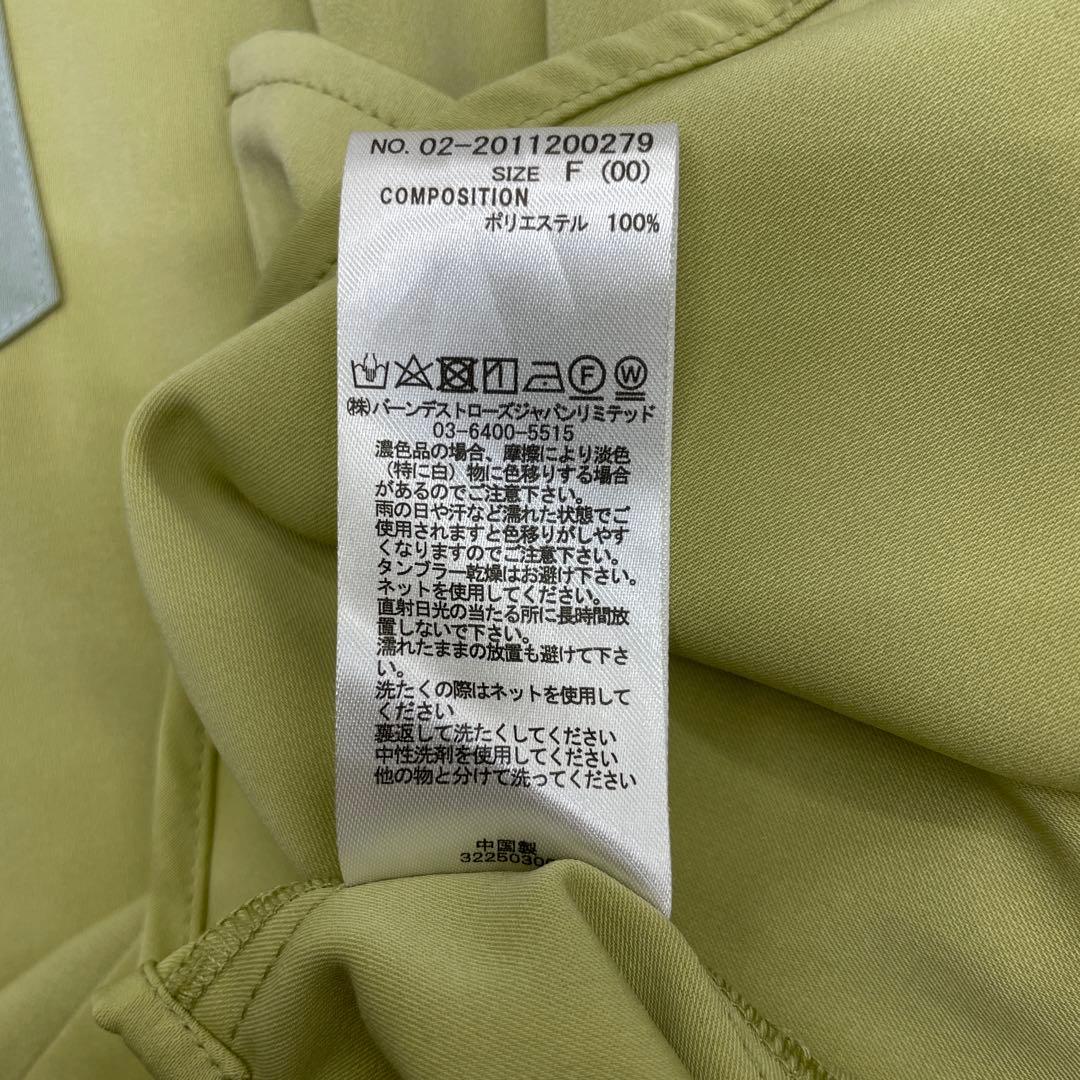 NO. 02-2011200279
SIZE F (00)
COMPOSITION
ポリエステル 100%
F W
(株)バーンデストローズジャパンリミテッド
03-6400-5515
濃色品の場合、摩擦により淡色
(特に白)物に色移りする場合
があるのでご注意下さい。
雨の日や汗など濡れた状態でご
使用されますと色移りがしやす
くなりますのでご注意下さい。
タンブラー乾燥はお避け下さい。
ネットを使用してください。
直射日光の当たる所に長時間放
置しないで下さい。
濡れたままの放置も避けて下さ
い。
洗たくの際はネットを使用して
ください
裏返して洗たくしてください
中性洗剤を使用してください
他の物と分けて洗ってください
中国製
3225030